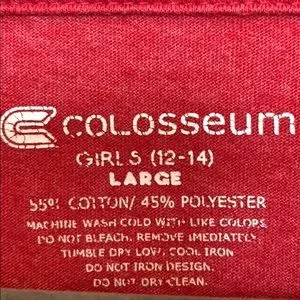 COLOSSEUM
GIRLS (12-14)
LARGE
55% COTTON/ 45% POLYESTER
MACHINE WASH COLD WITH LIKE COLORS.
DO NOT BLEACH. REMOVE IMEDIATELY.
TUMBLE DRY LOW, COOL IRON
DO NOT IRON DESIGN.
DO NOT DRY CLEAN.